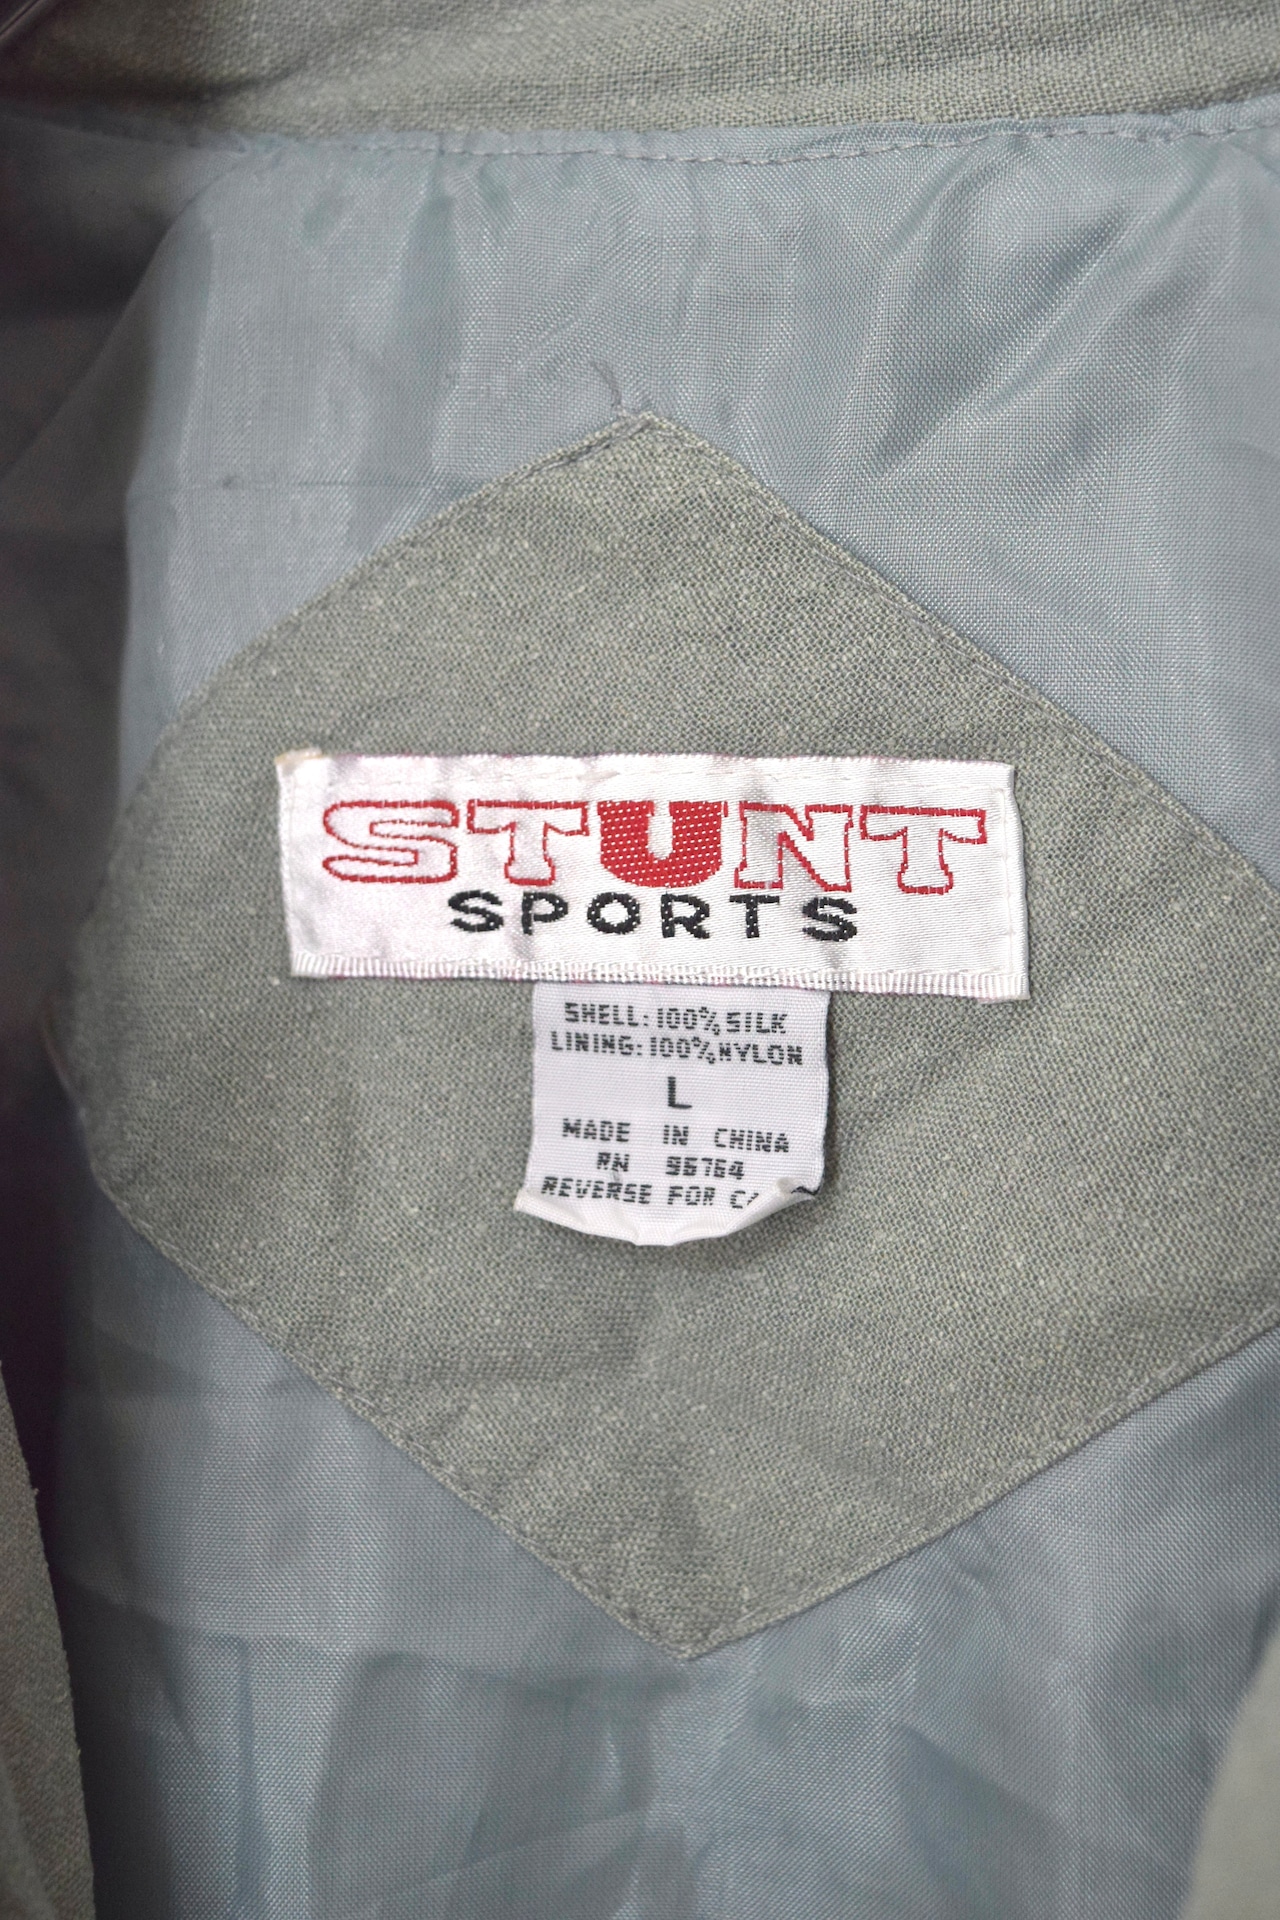 STUNT
SPORTS
SHELL: 100% SILK
LINING: 100% NYLON
L
MADE IN CHINA
RN 96764
REVERSE FOR